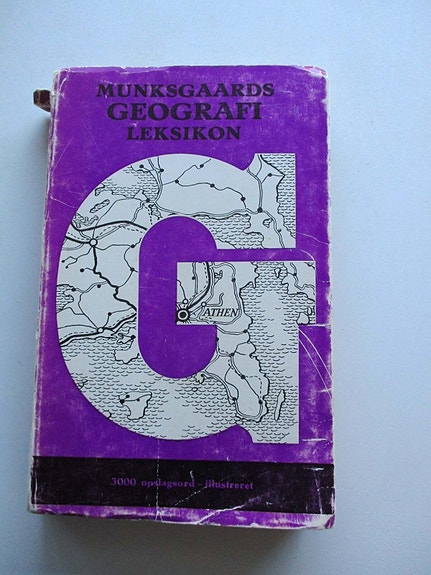 MUNKSGAARDS
GEOGRAFI
LEKSIKON
G
ATHEN
3000 opslagsord - illustreret